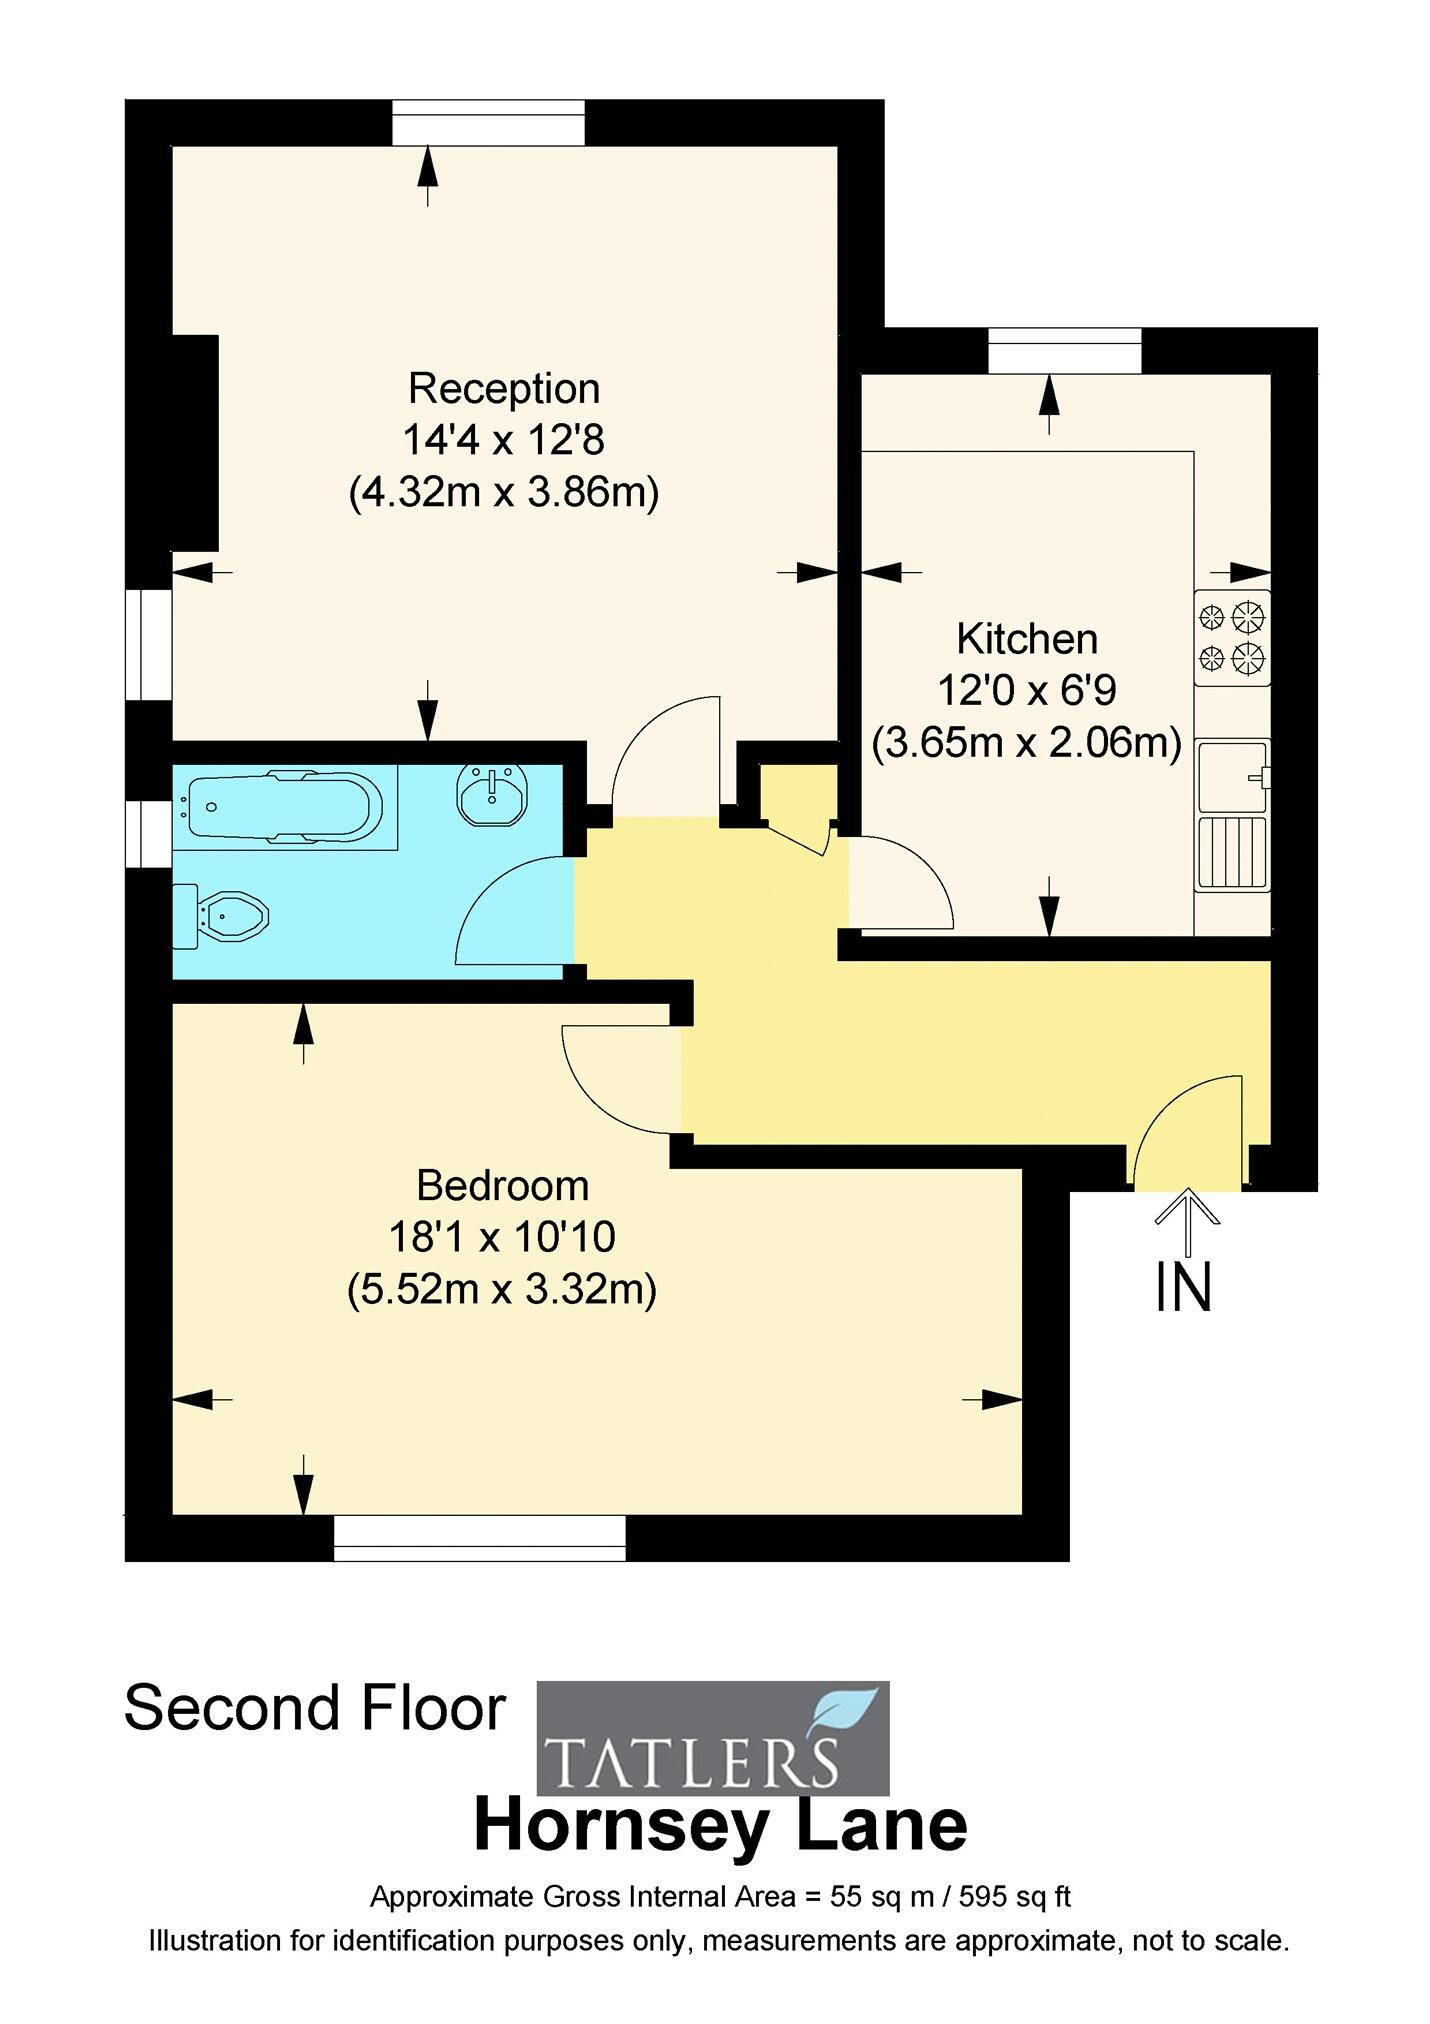 Reception
14'4 x 12'8
(4.32m x 3.86m)
Kitchen
12'0 x 6'9
(3.65m x 2.06m)
Bedroom
18'1 x 10'10
(5.52m x 3.32m)
IN
Second Floor
TATLERS
Hornsey Lane
Approximate Gross Internal Area = 55 sq m / 595 sq ft
Illustration for identification purposes only, measurements are approximate, not to scale.